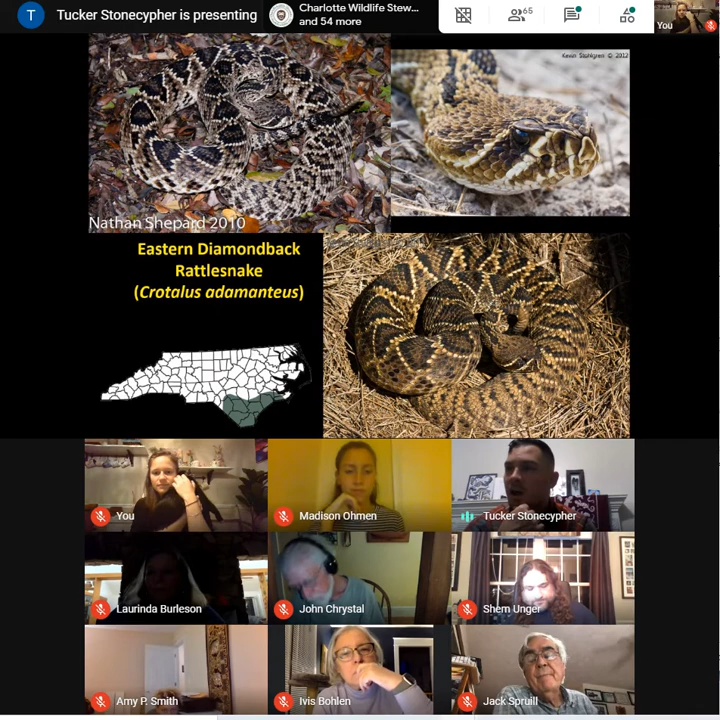 T
Tucker Stonecypher is presenting
Charlotte Wildlife Stew...
and 54 more
65
You
Kevin Stohlgren © 2012
Nathan Shepard 2010
Eastern Diamondback
Rattlesnake
(Crotalus adamanteus)
You
Madison Ohmen
Tucker Stonecypher
Laurinda Burleson
John Chrystal
Shem Unger
Amy P. Smith
Ivis Bohlen
Jack Spruill